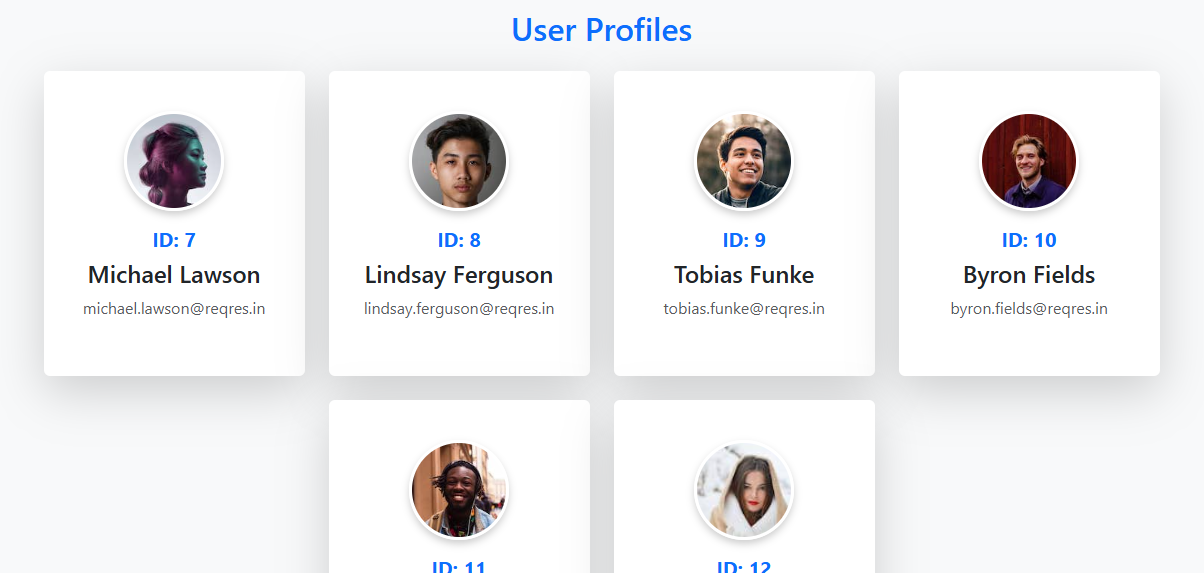 User Profiles
ID: 7
Michael Lawson
michael.lawson@reqres.in
ID: 8
Lindsay Ferguson
lindsay.ferguson@reqres.in
ID: 9
Tobias Funke
tobias.funke@reqres.in
ID: 10
Byron Fields
byron.fields@reqres.in
ID: 11
ID: 12